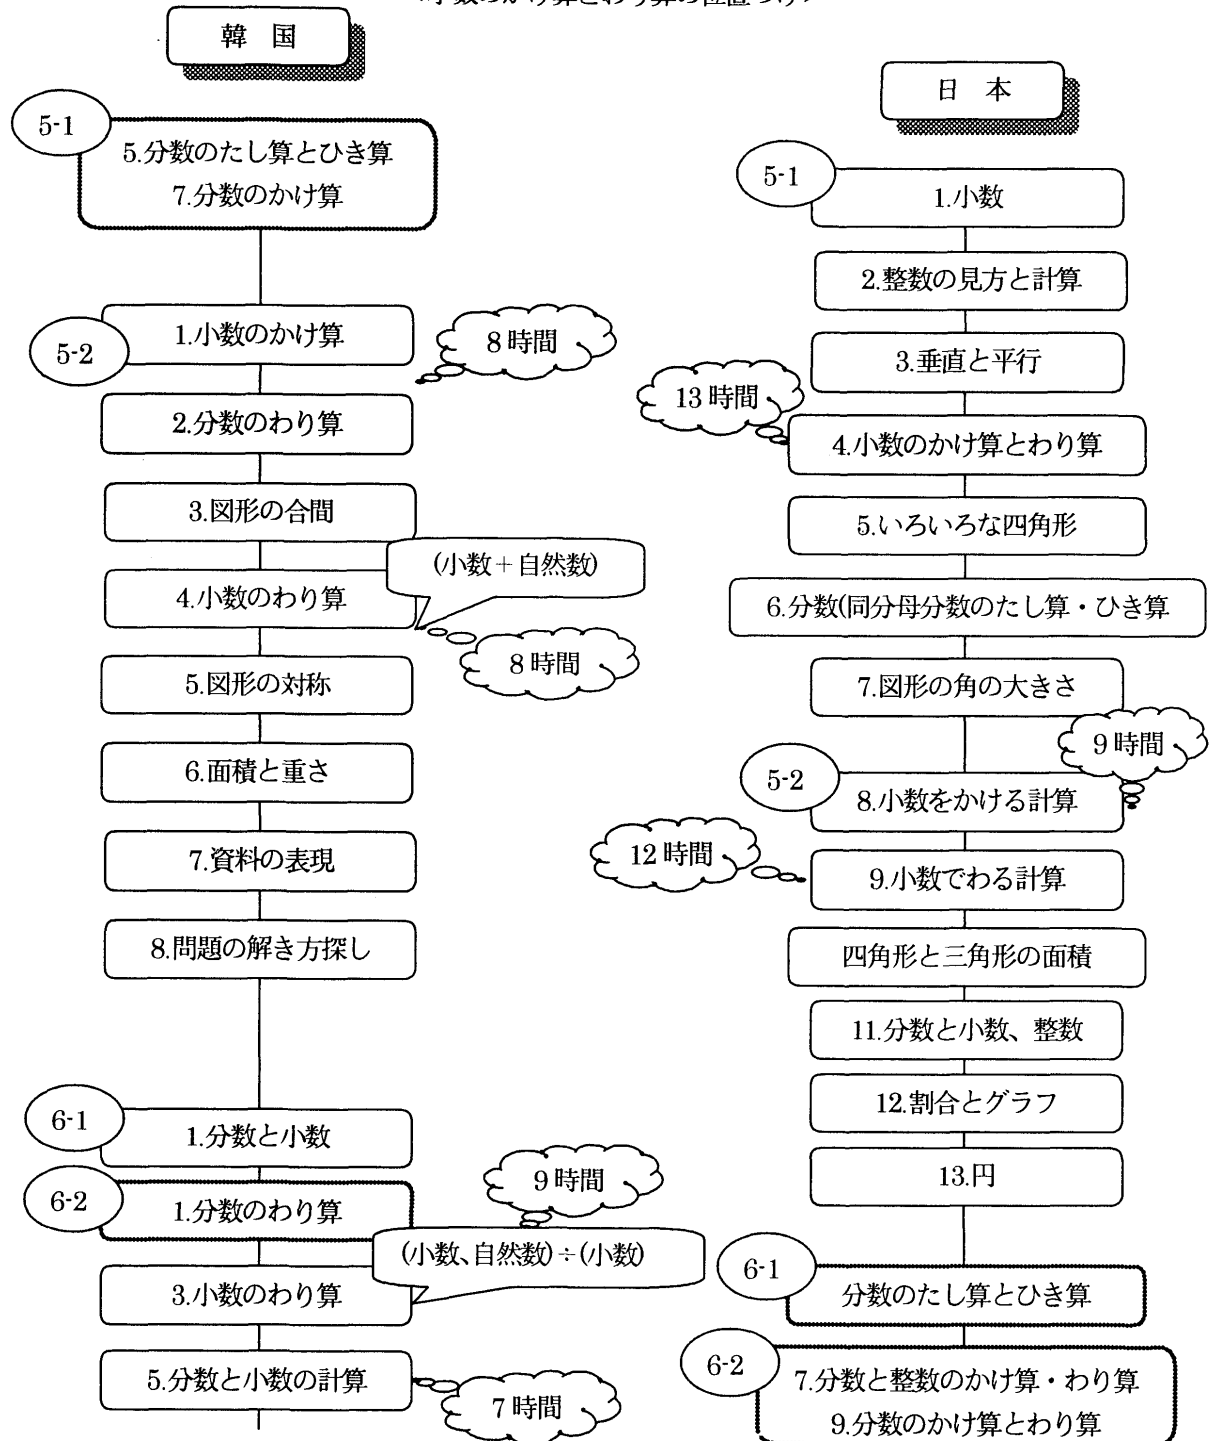 韓 国
5-1
5.分数のたし算とひき算
7.分数のかけ算
5-2
1.小数のかけ算
8時間
2.分数のわり算
3.図形の合間
4.小数のわり算
(小数+自然数)
8時間
5.図形の対称
6.面積と重さ
7.資料の表現
8.問題の解き方探し
6-1
1.分数と小数
6-2
1.分数のわり算
9時間
(小数、自然数)÷(小数)
3.小数のわり算
5.分数と小数の計算
7時間
日 本
5-1
1.小数
2.整数の見方と計算
3.垂直と平行
13時間
4.小数のかけ算とわり算
5.いろいろな四角形
6.分数(同分母分数のたし算・ひき算
7.図形の角の大きさ
9時間
5-2
8.小数をかける計算
12時間
9.小数でわる計算
四角形と三角形の面積
11.分数と小数、整数
12.割合とグラフ
13.円
6-1
分数のたし算とひき算
6-2
7.分数と整数のかけ算・わり算
9.分数のかけ算とわり算